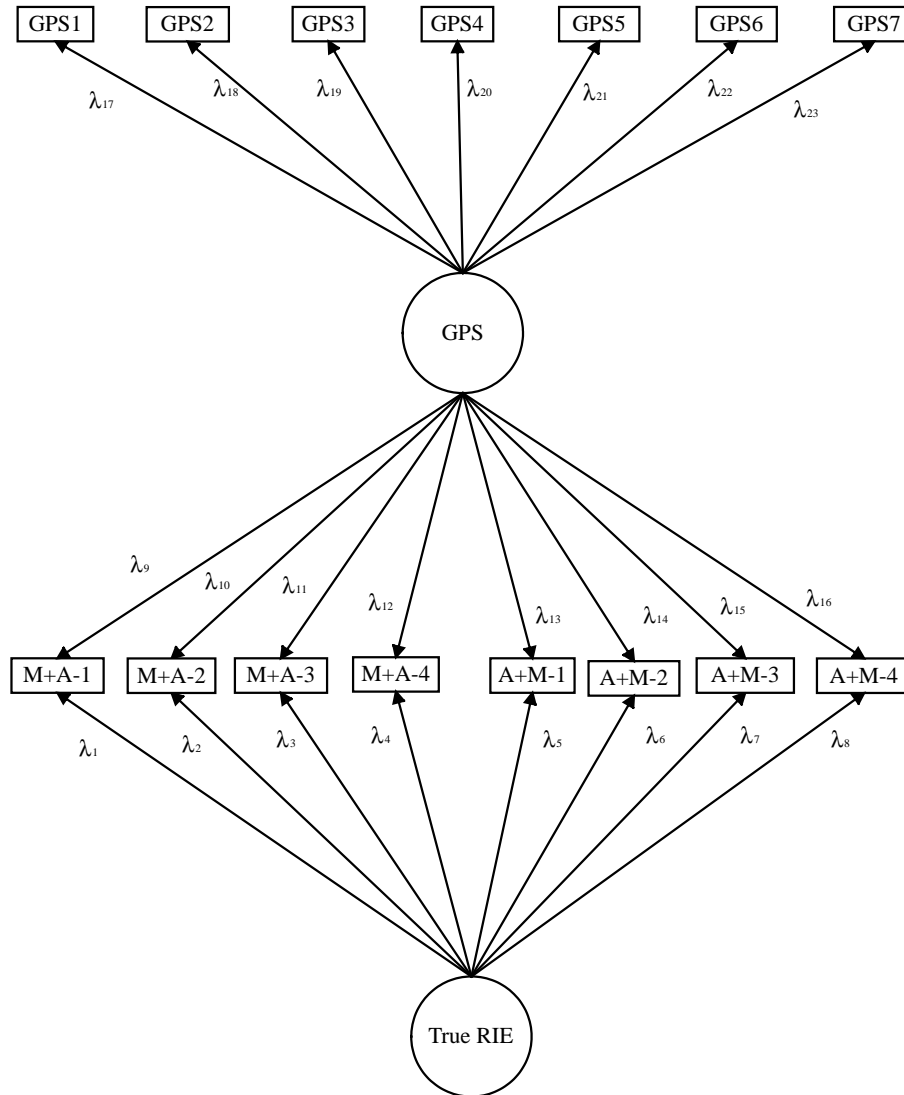 GPS1 GPS2 GPS3 GPS4 GPS5 GPS6 GPS7
λ17 λ18 λ19 λ20 λ21 λ22 λ23
GPS
λ9 λ10 λ11 λ12 λ13 λ14 λ15 λ16
M+A-1 M+A-2 M+A-3 M+A-4 A+M-1 A+M-2 A+M-3 A+M-4
λ1 λ2 λ3 λ4 λ5 λ6 λ7 λ8
True RIE